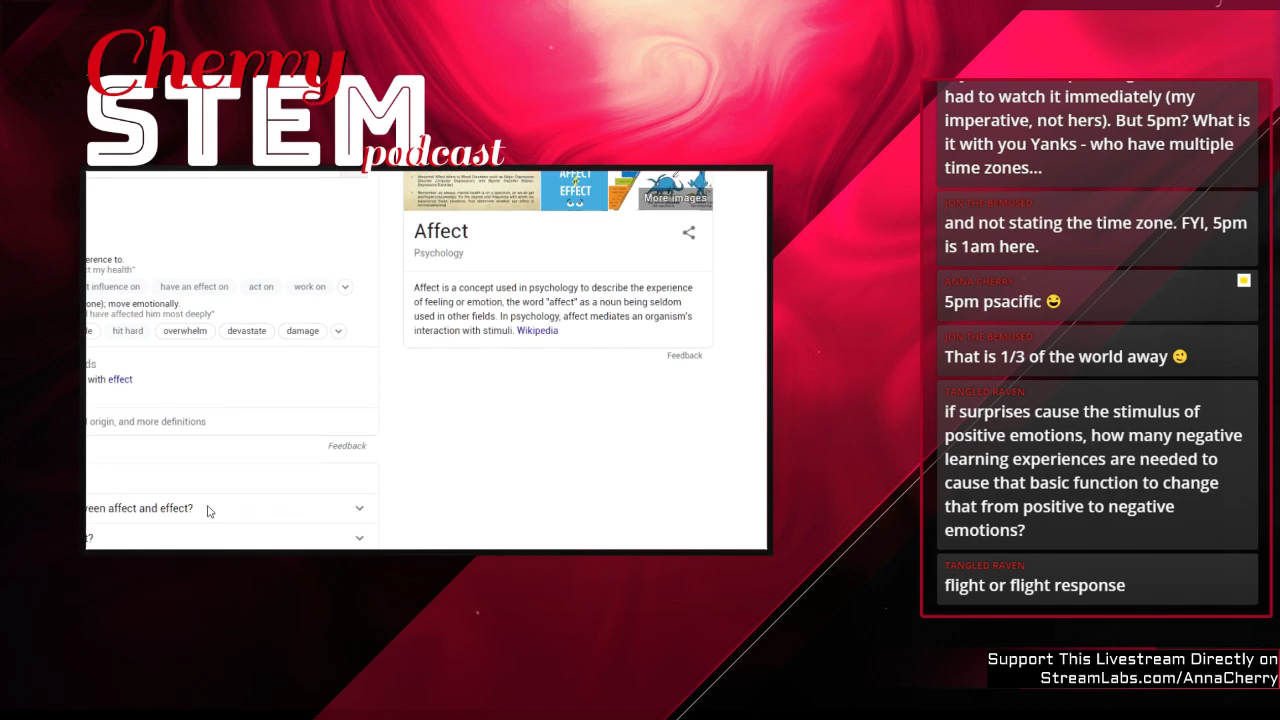 Cherry
STEM
podcast
AFFECT
EFFECT
More images
Affect
Psychology
Affect is a concept used in psychology to describe the experience
of feeling or emotion, the word "affect" as a noun being seldom
used in other fields. In psychology, affect mediates an organism's
interaction with stimuli. Wikipedia
Feedback
erence to.
ct my health"
t influence on have an effect on act on work on
one); move emotionally.
l have affected him most deeply"
le hit hard overwhelm devastate damage
ds
with effect
l origin, and more definitions
Feedback
een affect and effect?
t?
had to watch it immediately (my
imperative, not hers). But 5pm? What is
it with you Yanks - who have multiple
time zones...
JON THE BEMUSED
and not stating the time zone. FYI, 5pm
is 1am here.
ANNA CHERRY
5pm psacific 😄
JON THE BEMUSED
That is 1/3 of the world away 🙂
TANGLED RAVEN
if surprises cause the stimulus of
positive emotions, how many negative
learning experiences are needed to
cause that basic function to change
that from positive to negative
emotions?
TANGLED RAVEN
flight or flight response
Support This Livestream Directly on
StreamLabs.com/AnnaCherry